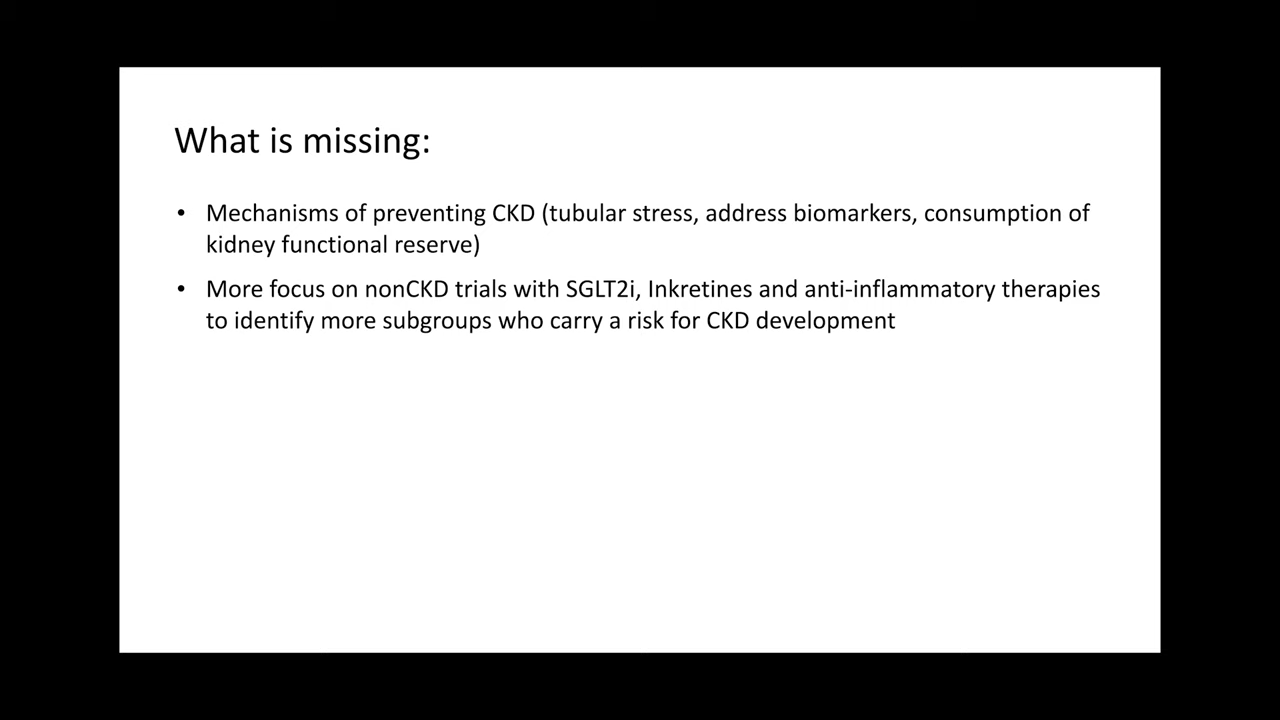 What is missing:
• Mechanisms of preventing CKD (tubular stress, address biomarkers, consumption of
kidney functional reserve)
• More focus on nonCKD trials with SGLT2i, Inkretines and anti-inflammatory therapies
to identify more subgroups who carry a risk for CKD development